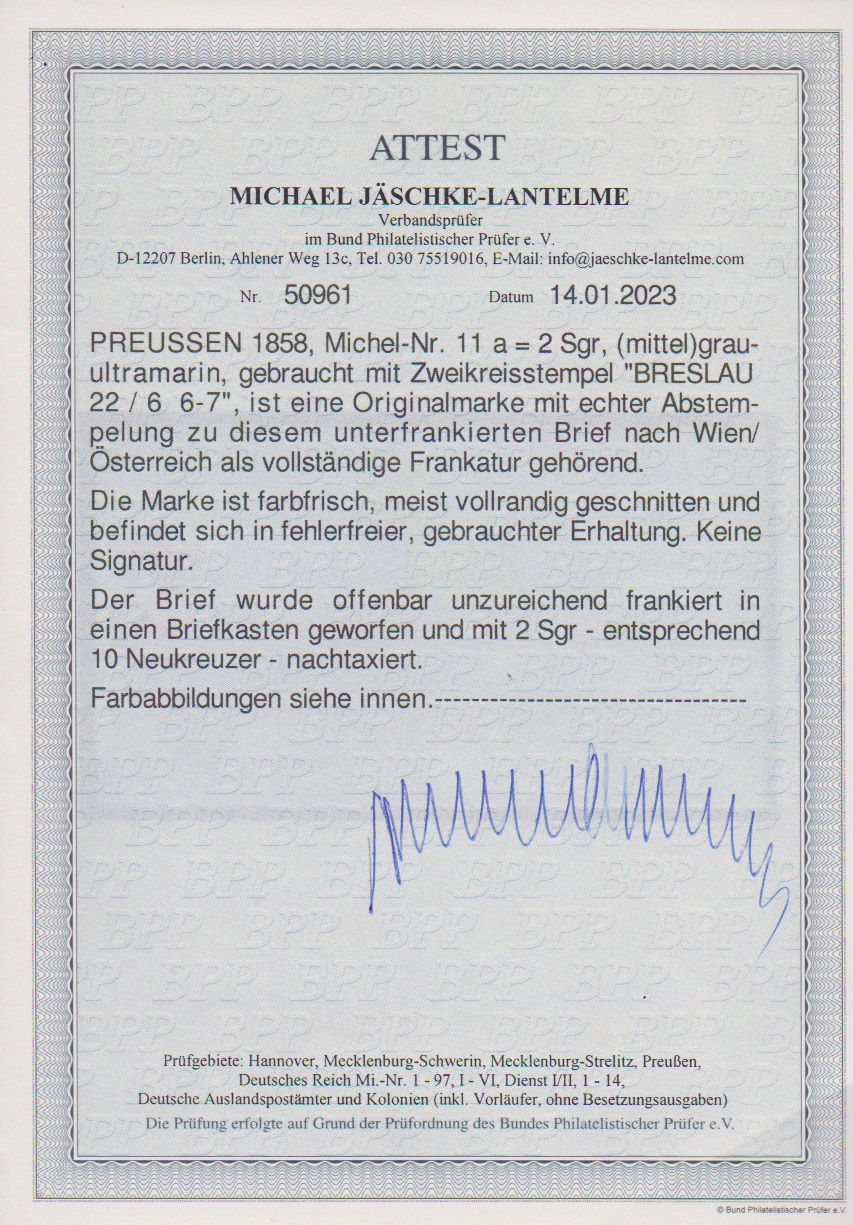 ATTEST
MICHAEL JÄSCHKE-LANTELME
Verbandsprüfer
im Bund Philatelistischer Prüfer e. V.
D-12207 Berlin, Ahlener Weg 13c, Tel. 030 75519016, E-Mail: info@jaeschke-lantelme.com
Nr. 50961 Datum 14.01.2023
PREUSSEN 1858, Michel-Nr. 11 a = 2 Sgr, (mittel)grau-
ultramarin, gebraucht mit Zweikreisstempel "BRESLAU
22 / 6 6-7", ist eine Originalmarke mit echter Abstem-
pelung zu diesem unterfrankierten Brief nach Wien/
Österreich als vollständige Frankatur gehörend.
Die Marke ist farbfrisch, meist vollrandig geschnitten und
befindet sich in fehlerfreier, gebrauchter Erhaltung. Keine
Signatur.
Der Brief wurde offenbar unzureichend frankiert in
einen Briefkasten geworfen und mit 2 Sgr - entsprechend
10 Neukreuzer - nachtaxiert.
Farbabbildungen siehe innen.----------------------------------
Prüfgebiete: Hannover, Mecklenburg-Schwerin, Mecklenburg-Strelitz, Preußen,
Deutsches Reich Mi.-Nr. 1 - 97, I - VI, Dienst I/II, 1 - 14,
Deutsche Auslandspostämter und Kolonien (inkl. Vorläufer, ohne Besetzungsausgaben)
Die Prüfung erfolgte auf Grund der Prüfordnung des Bundes Philatelistischer Prüfer e.V.
© Bund Philatelistischer Prüfer e.V.